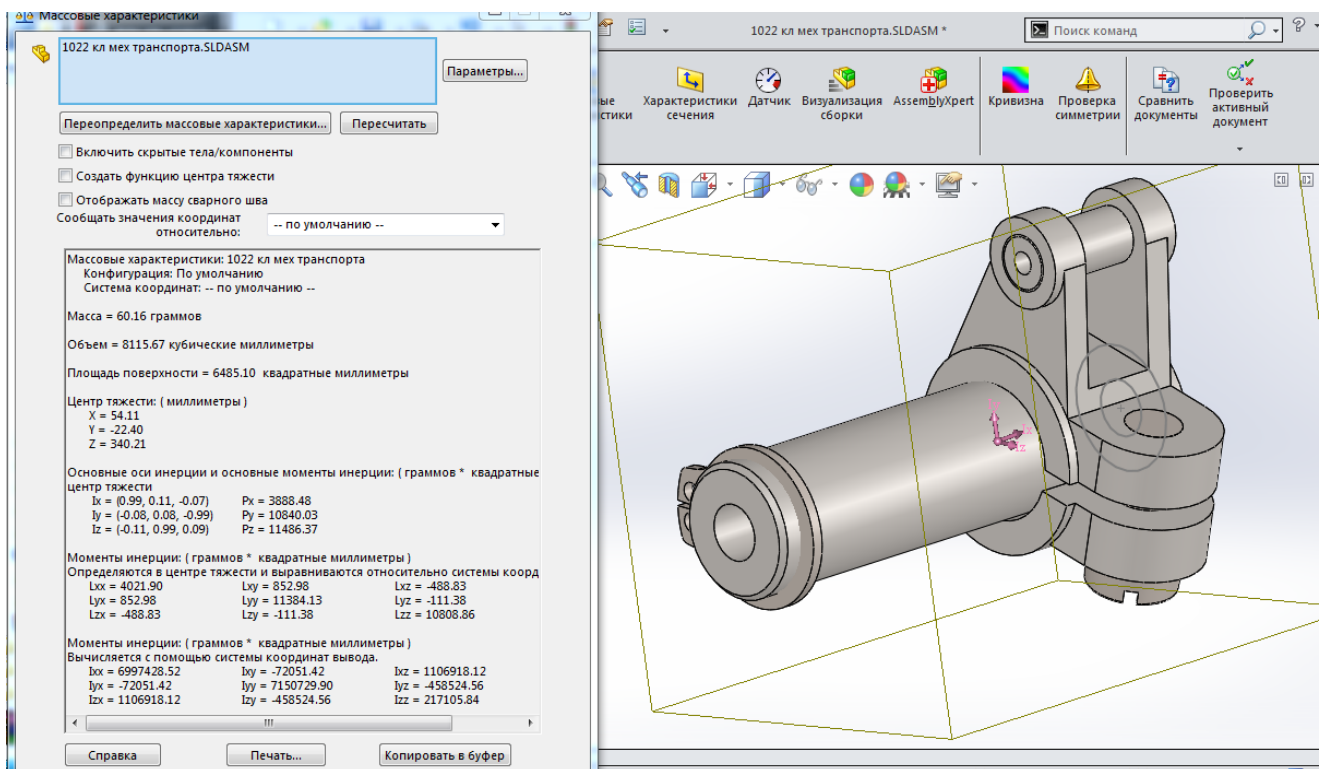 Массовые характеристики
1022 кл мех транспорта.SLDASM
Параметры...
Переопределить массовые характеристики...
Пересчитать
Включить скрытые тела/компоненты
Создать функцию центра тяжести
Отображать массу сварного шва
Сообщать значения координат
относительно:
-- по умолчанию --
Массовые характеристики: 1022 кл мех транспорта
Конфигурация: По умолчанию
Система координат: -- по умолчанию --
Масса = 60.16 граммов
Объем = 8115.67 кубические миллиметры
Площадь поверхности = 6485.10 квадратные миллиметры
Центр тяжести: ( миллиметры )
X = 54.11
Y = -22.40
Z = 340.21
Основные оси инерции и основные моменты инерции: ( граммов * квадратные
центр тяжести
Ix = (0.99, 0.11, -0.07) Px = 3888.48
Iy = (-0.08, 0.08, -0.99) Py = 10840.03
Iz = (-0.11, 0.99, 0.09) Pz = 11486.37
Моменты инерции: ( граммов * квадратные миллиметры )
Определяются в центре тяжести и выравниваются относительно системы коорд
Lxx = 4021.90 Lxy = 852.98 Lxz = -488.83
Lyx = 852.98 Lyy = 11384.13 Lyz = -111.38
Lzx = -488.83 Lzy = -111.38 Lzz = 10808.86
Моменты инерции: ( граммов * квадратные миллиметры )
Вычисляется с помощью системы координат вывода.
Ixx = 6997428.52 Ixy = -72051.42 Ixz = 1106918.12
Iyx = -72051.42 Iyy = 7150729.90 Iyz = -458524.56
Izx = 1106918.12 Izy = -458524.56 Izz = 217105.84
Справка
Печать...
Копировать в буфер
1022 кл мех транспорта.SLDASM *
Поиск команд
ые
стики
Характеристики
сечения
Датчик
Визуализация
сборки
AssemblyXpert
Кривизна
Проверка
симметрии
Сравнить
документы
Проверить
активный
документ
Ix
Iz